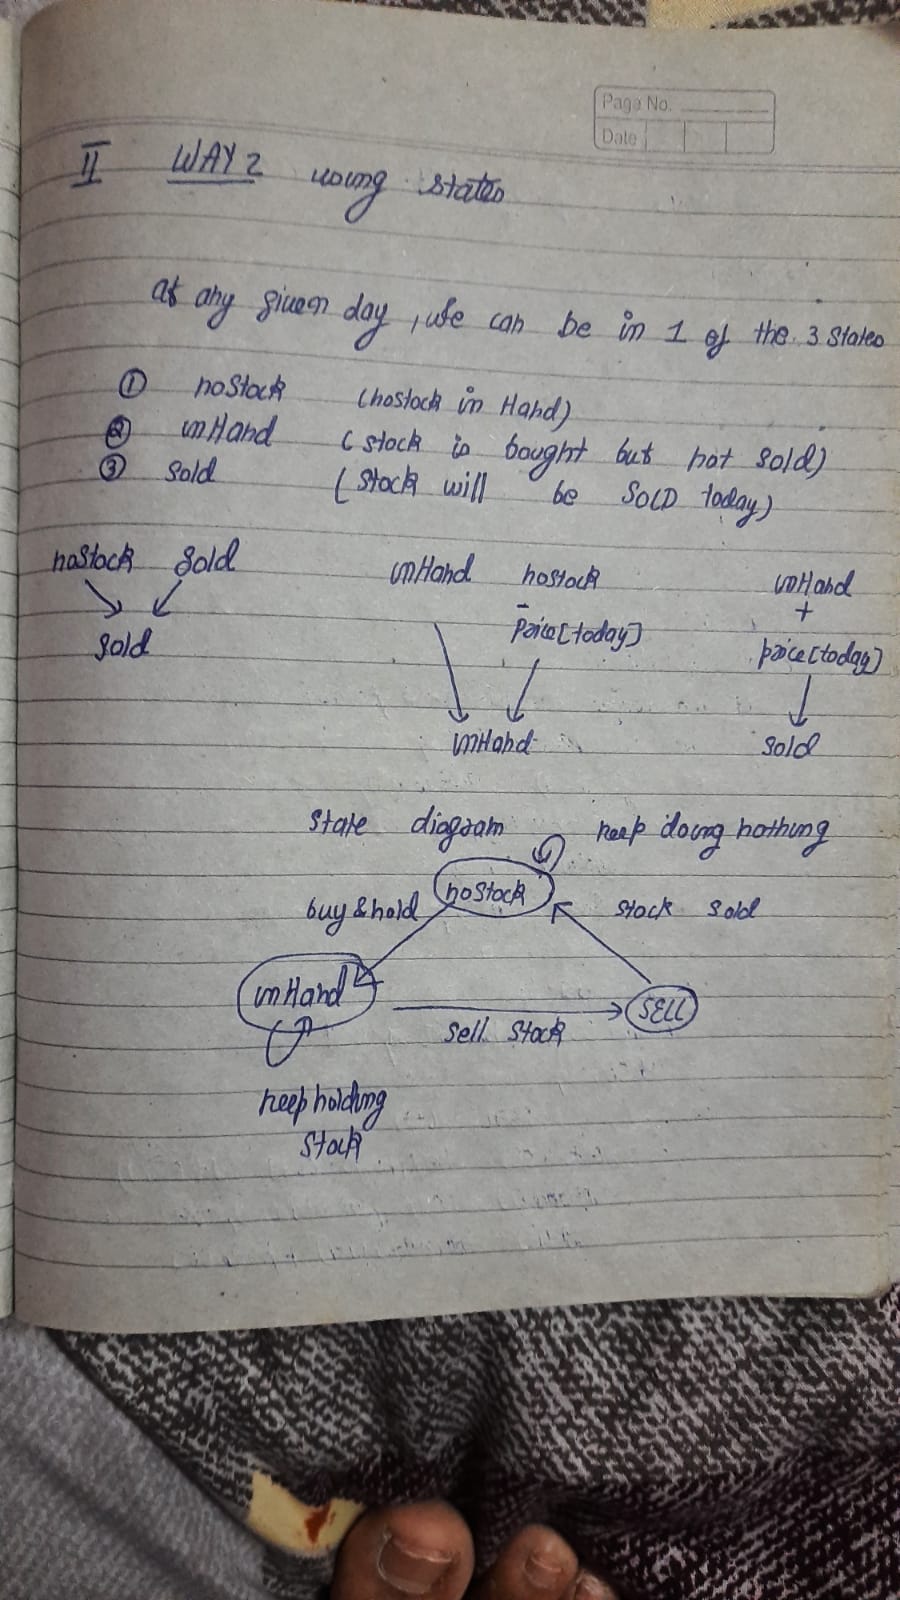 Page No.
Date
II WAY 2 using states
at any given day, we can be in 1 of the 3 states
① noStock (nostock in Hand)
② inHand (stock is bought but not sold)
③ sold (stock will be SOLD today)
noStock sold inHand noStock inHand
- +
price[today] price[today]
sold
inHand sold
state diagram keep doing nothing
noStock
buy & hold stock sold
inHand SELL
sell stock
keep holding
stock